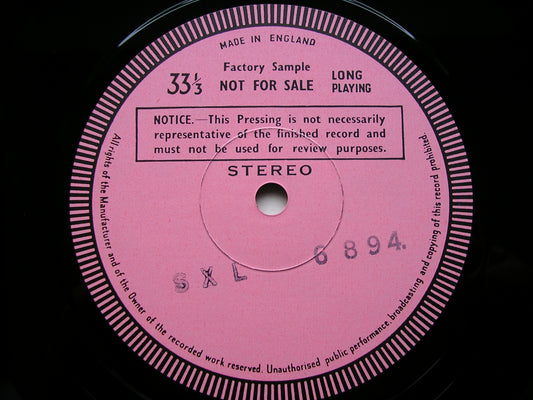 MADE IN ENGLAND
Factory Sample
33⅓ NOT FOR SALE LONG PLAYING
NOTICE.—This Pressing is not necessarily
representative of the finished record and
must not be used for review purposes.
STEREO
SXL 6894.
All rights of the Manufacturer and of the Owner of the recorded work reserved. Unauthorised public performance, broadcasting and copying of this record prohibited.